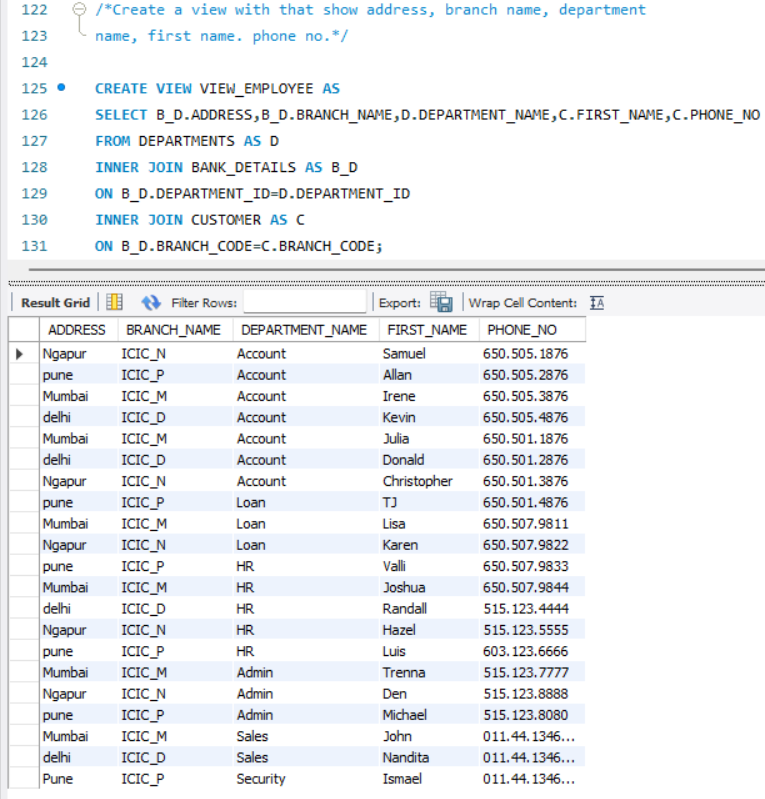 122 /*Create a view with that show address, branch name, department
123 name, first name. phone no.*/
124
125 CREATE VIEW VIEW_EMPLOYEE AS
126 SELECT B_D.ADDRESS,B_D.BRANCH_NAME,D.DEPARTMENT_NAME,C.FIRST_NAME,C.PHONE_NO
127 FROM DEPARTMENTS AS D
128 INNER JOIN BANK_DETAILS AS B_D
129 ON B_D.DEPARTMENT_ID=D.DEPARTMENT_ID
130 INNER JOIN CUSTOMER AS C
131 ON B_D.BRANCH_CODE=C.BRANCH_CODE;
Result Grid Filter Rows: Export: Wrap Cell Content: IA
ADDRESS BRANCH_NAME DEPARTMENT_NAME FIRST_NAME PHONE_NO
Ngapur ICIC_N Account Samuel 650.505.1876
pune ICIC_P Account Allan 650.505.2876
Mumbai ICIC_M Account Irene 650.505.3876
delhi ICIC_D Account Kevin 650.505.4876
Mumbai ICIC_M Account Julia 650.501.1876
delhi ICIC_D Account Donald 650.501.2876
Ngapur ICIC_N Account Christopher 650.501.3876
pune ICIC_P Loan TJ 650.501.4876
Mumbai ICIC_M Loan Lisa 650.507.9811
Ngapur ICIC_N Loan Karen 650.507.9822
pune ICIC_P HR Valli 650.507.9833
Mumbai ICIC_M HR Joshua 650.507.9844
delhi ICIC_D HR Randall 515.123.4444
Ngapur ICIC_N HR Hazel 515.123.5555
pune ICIC_P HR Luis 603.123.6666
Mumbai ICIC_M Admin Trenna 515.123.7777
Ngapur ICIC_N Admin Den 515.123.8888
pune ICIC_P Admin Michael 515.123.8080
Mumbai ICIC_M Sales John 011.44.1346...
delhi ICIC_D Sales Nandita 011.44.1346...
Pune ICIC_P Security Ismael 011.44.1346...